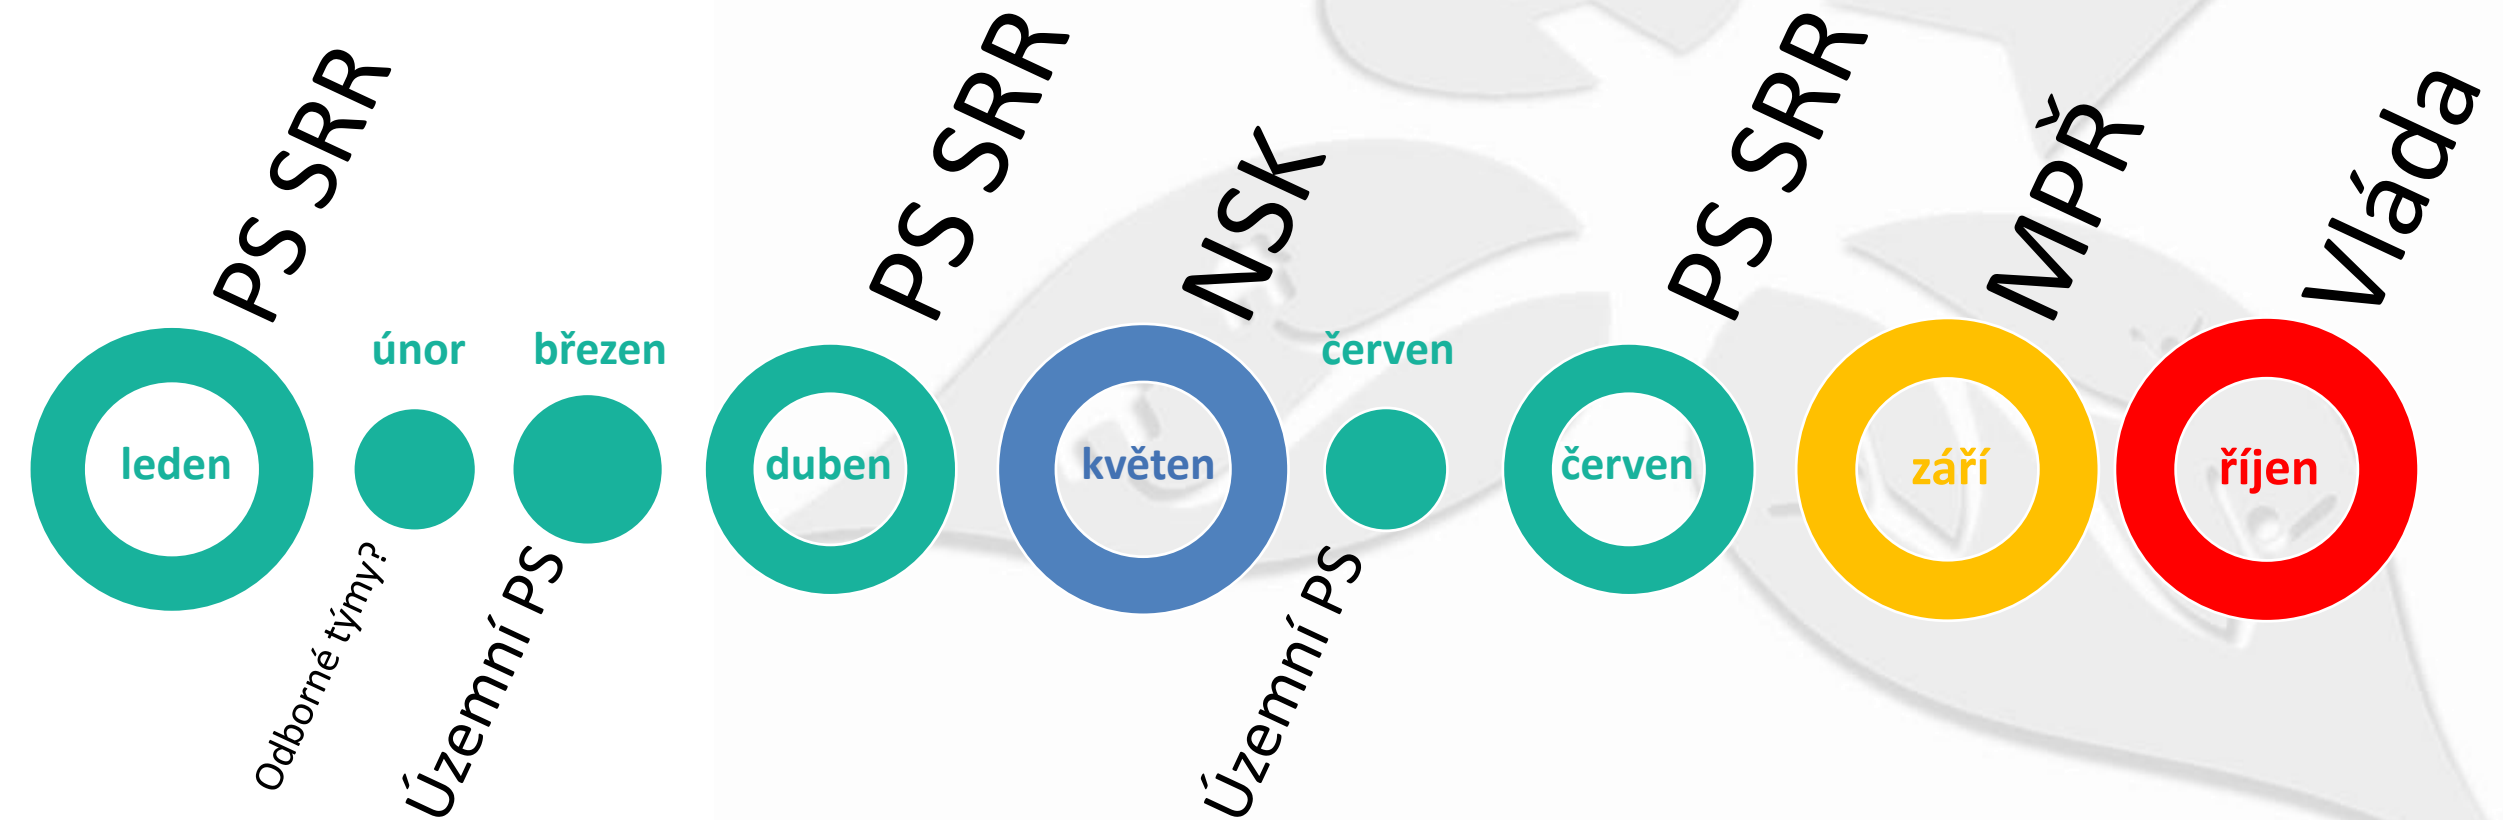 PS SRR
leden
únor
Odborné týmy?
březen
Územní PS
PS SRR
duben
NSK
květen
červen
Územní PS
PS SRR
červen
MPŘ
září
Vláda
říjen